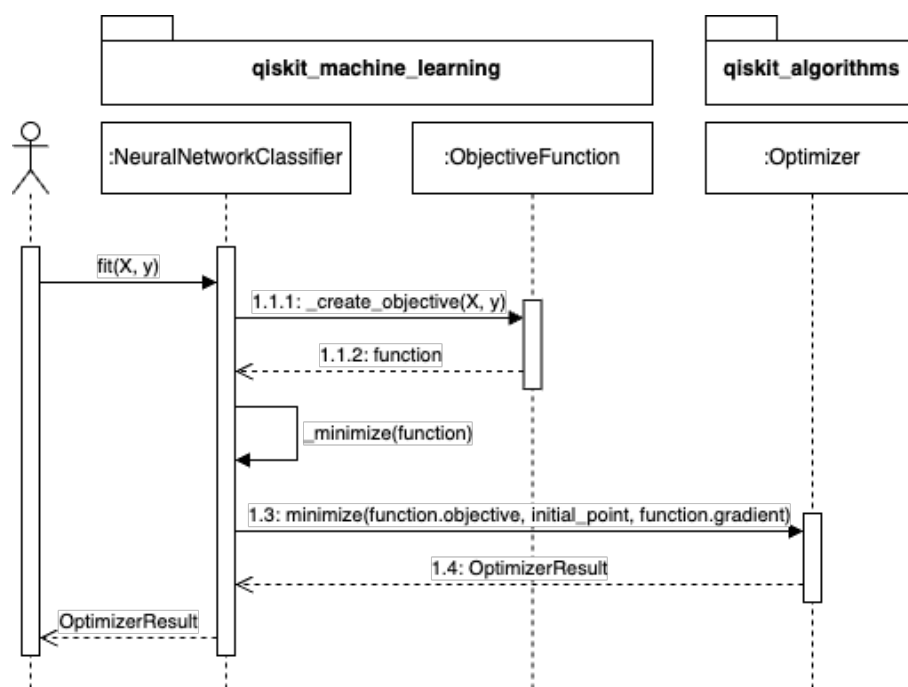 qiskit_machine_learning
qiskit_algorithms
:NeuralNetworkClassifier
:ObjectiveFunction
:Optimizer
fit(X, y)
1.1.1: _create_objective(X, y)
1.1.2: function
_minimize(function)
1.3: minimize(function.objective, initial_point, function.gradient)
1.4: OptimizerResult
OptimizerResult